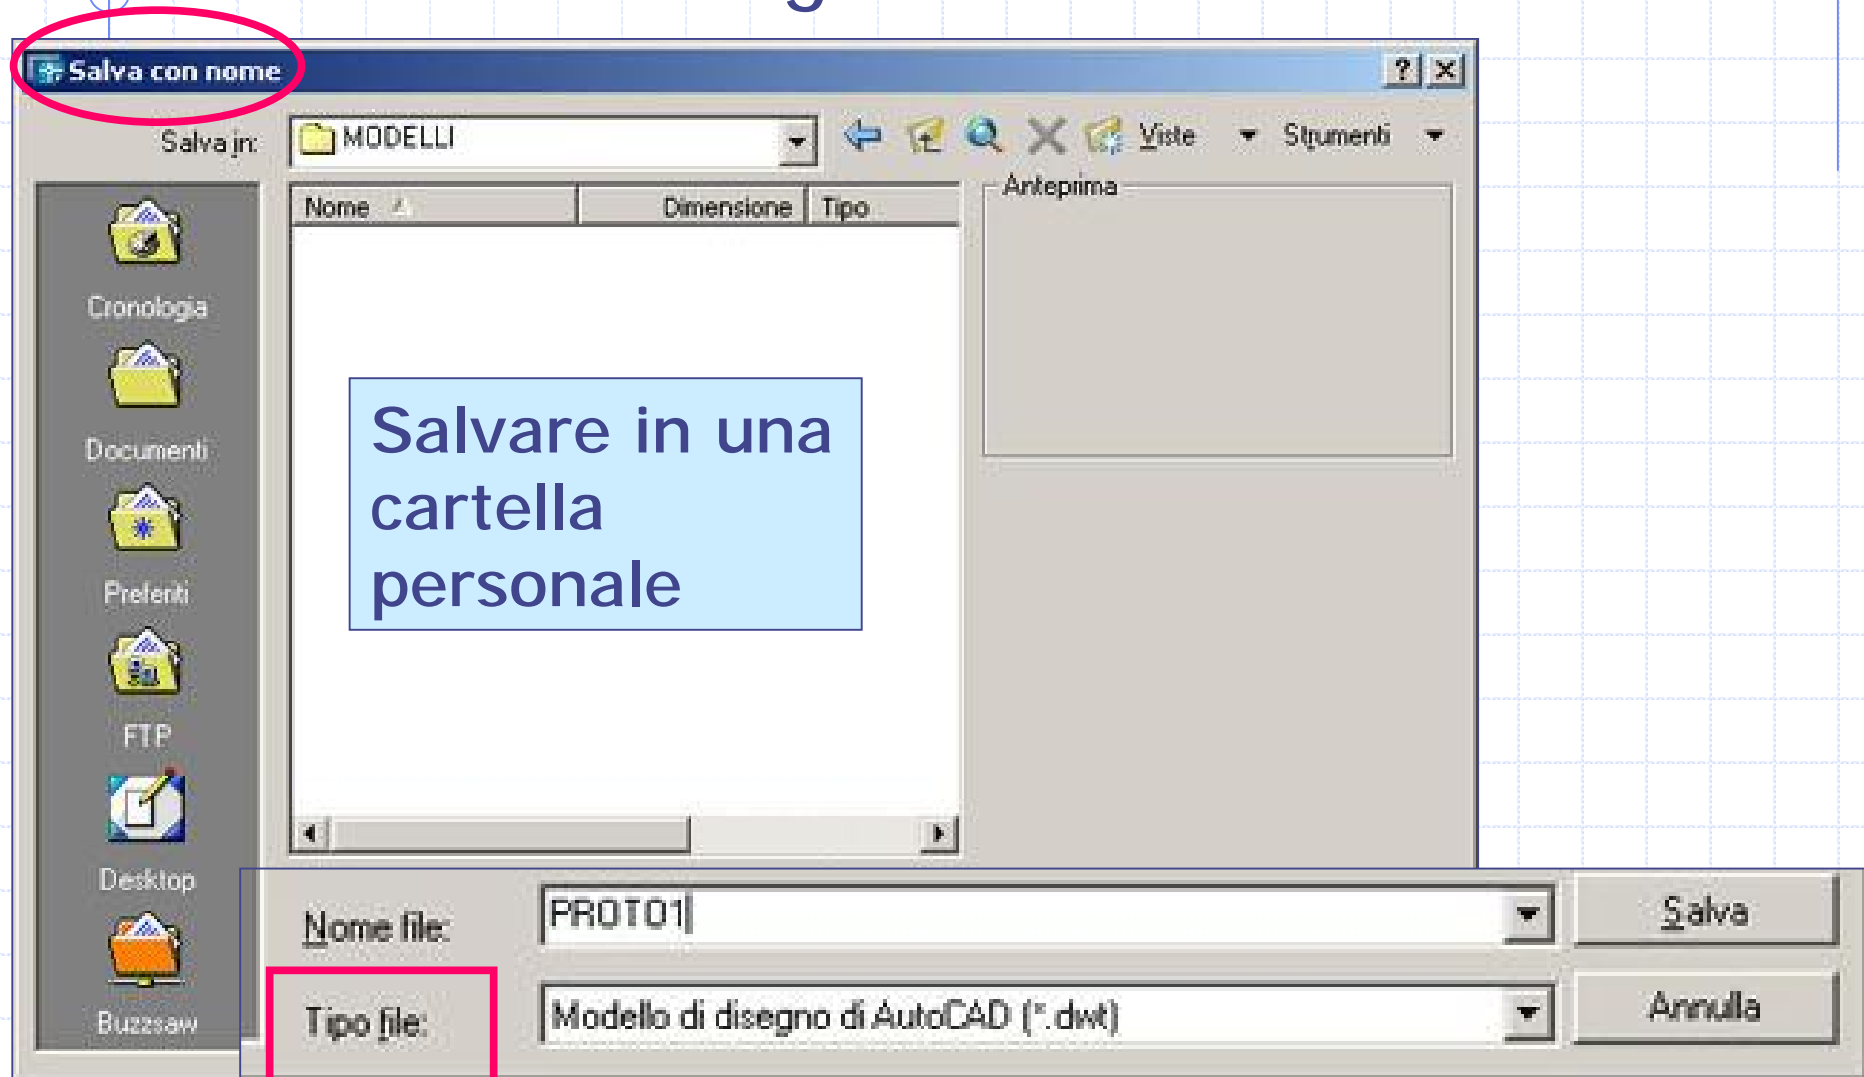 Salva con nome
Salva in: MODELLI Viste Strumenti
Nome Dimensione Tipo Anteprima
Cronologia
Documenti
Preferiti
FTP
Desktop
Buzzsaw
Salvare in una
cartella
personale
Nome file: PROTO1 Salva
Tipo file: Modello di disegno di AutoCAD (*.dwt) Annulla